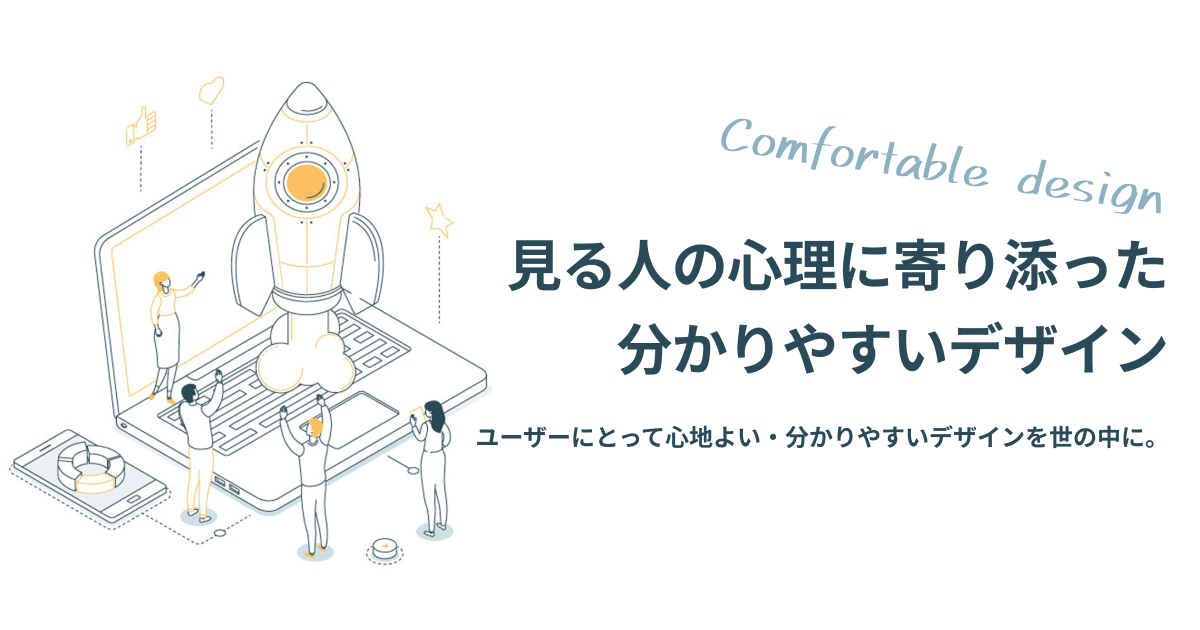 Comfortable design
見る人の心理に寄り添った
分かりやすいデザイン
ユーザーにとって心地よい・分かりやすいデザインを世の中に。